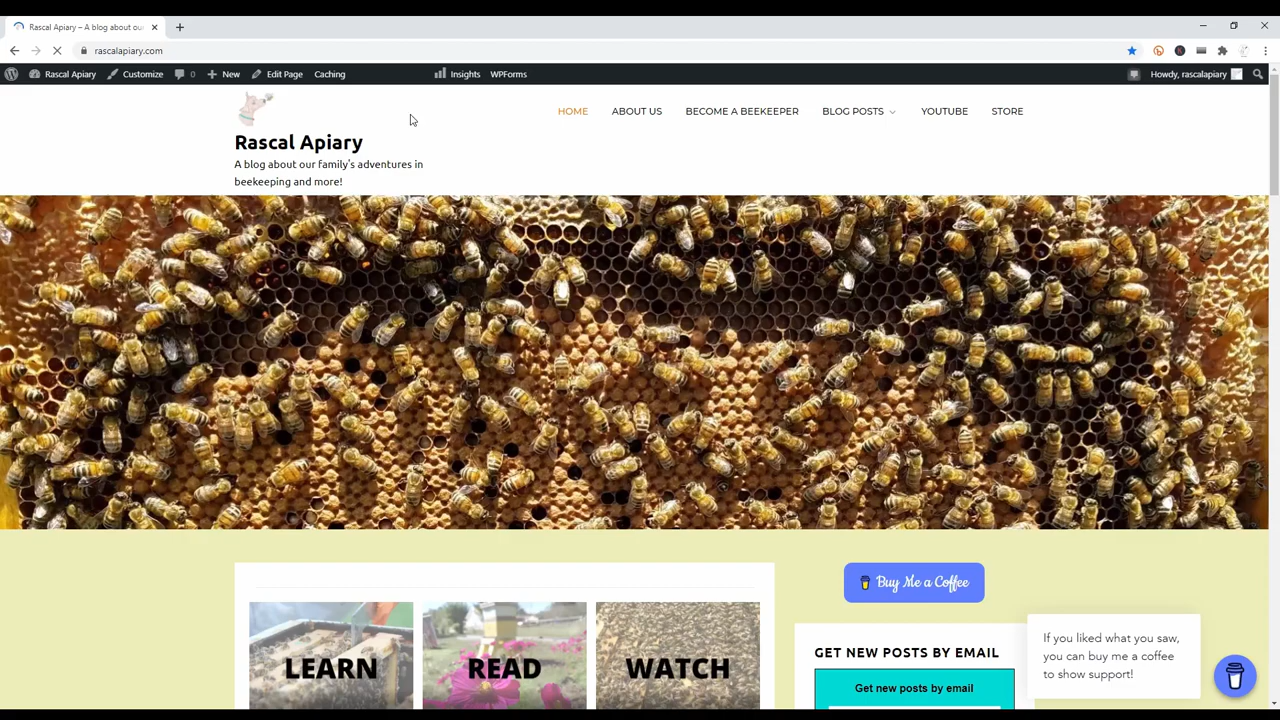 Rascal Apiary – A blog about ou
rascalapiary.com
Rascal Apiary Customize 0 New Edit Page Caching Insights WPForms Howdy, rascalapiary
HOME ABOUT US BECOME A BEEKEEPER BLOG POSTS YOUTUBE STORE
Rascal Apiary
A blog about our family's adventures in
beekeeping and more!
Buy Me a Coffee
LEARN READ WATCH
GET NEW POSTS BY EMAIL
Get new posts by email
If you liked what you saw,
you can buy me a coffee
to show support!